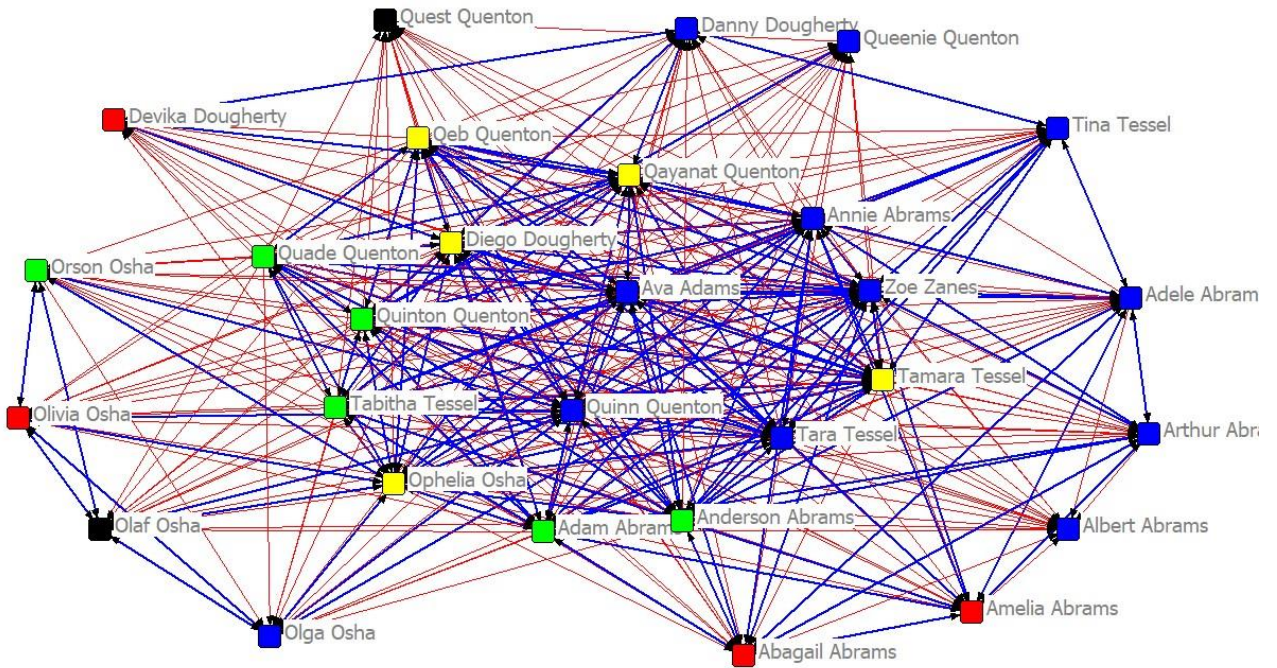 Quest Quenton
Danny Dougherty
Queenie Quenton
Devika Dougherty
Tina Tessel
Qeb Quenton
Qayanat Quenton
Annie Abrams
Diego Dougherty
Quade Quenton
Orson Osha
Ava Adams
Zoe Zanes
Adele Abram
Quinton Quenton
Tamara Tessel
Tabitha Tessel
Quinn Quenton
Olivia Osha
Tara Tessel
Arthur Abra
Ophelia Osha
Anderson Abrams
Olaf Osha
Adam Abrams
Albert Abrams
Amelia Abrams
Olga Osha
Abagail Abrams